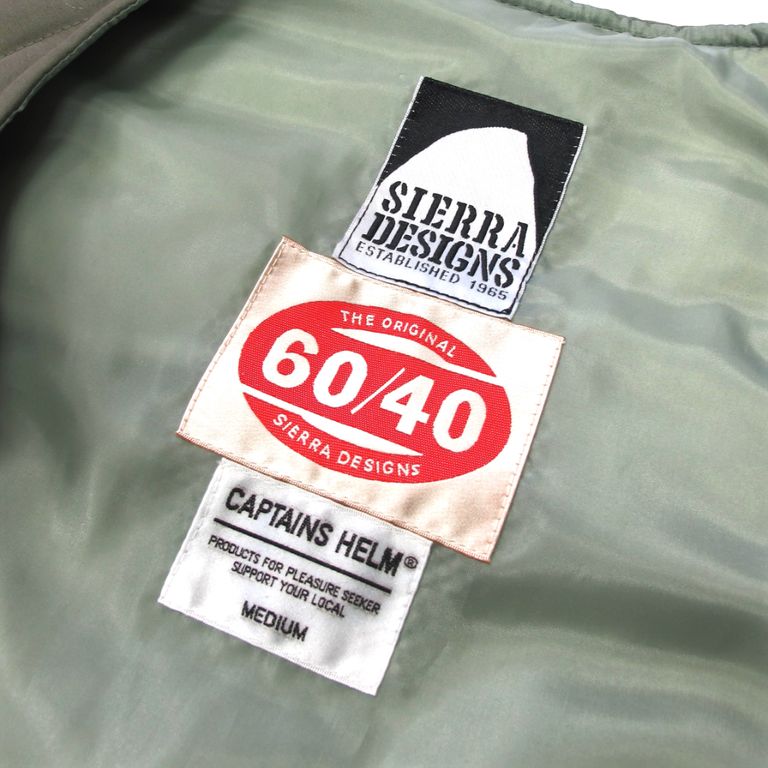 SIERRA
DESIGNS
ESTABLISHED 1965
THE ORIGINAL
60/40
SIERRA DESIGNS
CAPTAINS HELM®
PRODUCTS FOR PLEASURE SEEKER
SUPPORT YOUR LOCAL
MEDIUM